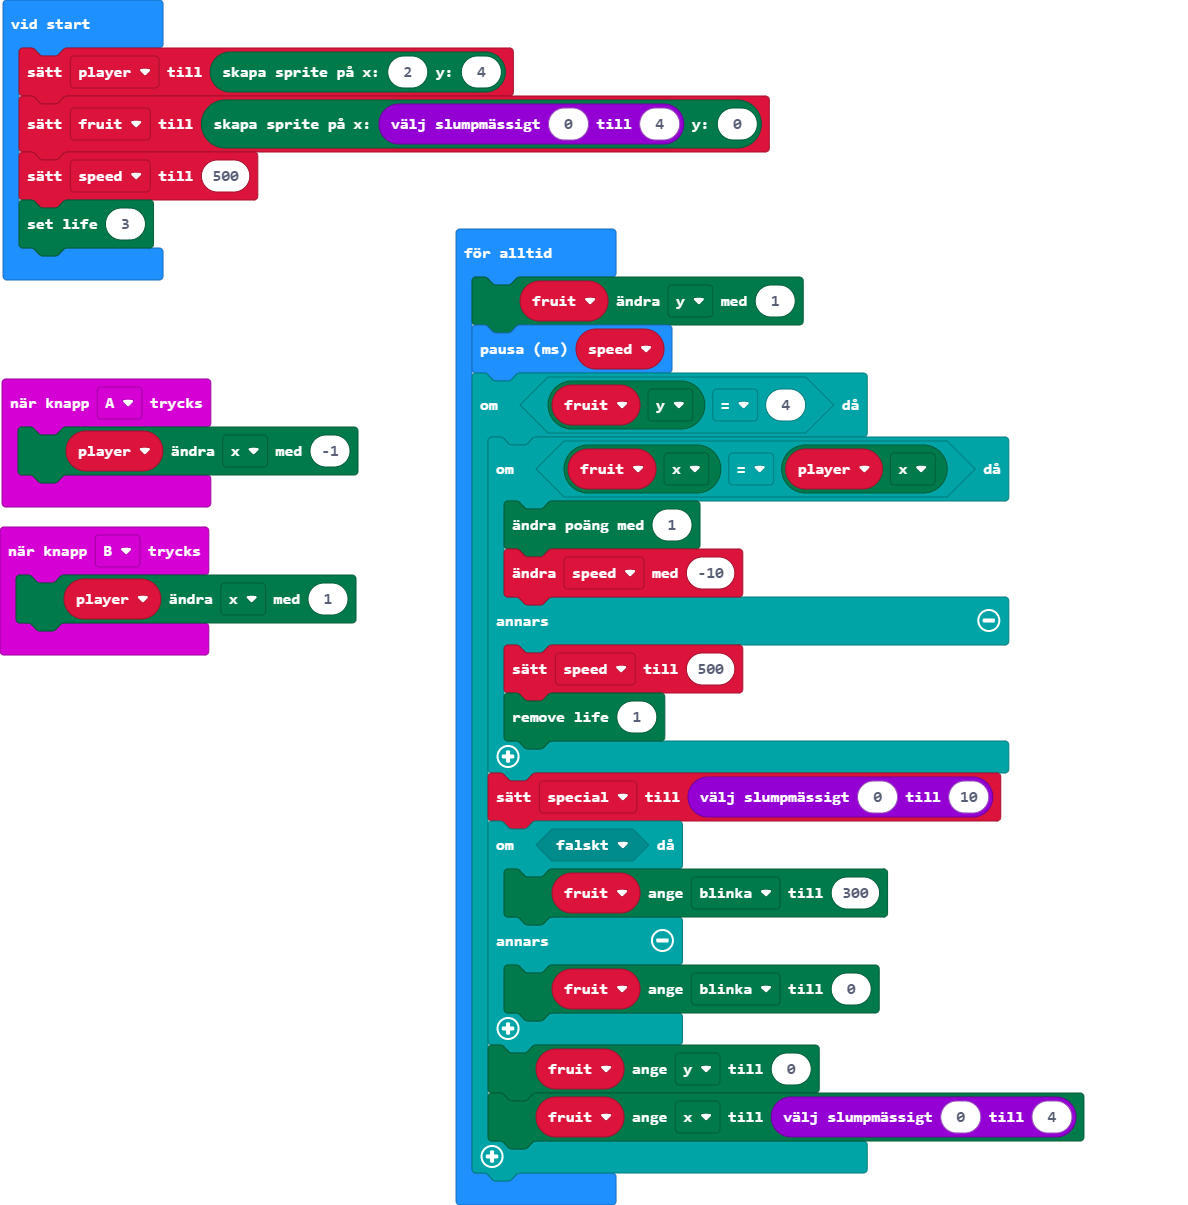 vid start
sätt player till skapa sprite på x: 2 y: 4
sätt fruit till skapa sprite på x: välj slumpmässigt 0 till 4 y: 0
sätt speed till 500
set life 3
när knapp A trycks
player ändra x med -1
när knapp B trycks
player ändra x med 1
för alltid
fruit ändra y med 1
pausa (ms) speed
om fruit y = 4 då
om fruit x = player x då
ändra poäng med 1
ändra speed med -10
annars
sätt speed till 500
remove life 1
sätt special till välj slumpmässigt 0 till 10
om falskt då
fruit ange blinka till 300
annars
fruit ange blinka till 0
fruit ange y till 0
fruit ange x till välj slumpmässigt 0 till 4